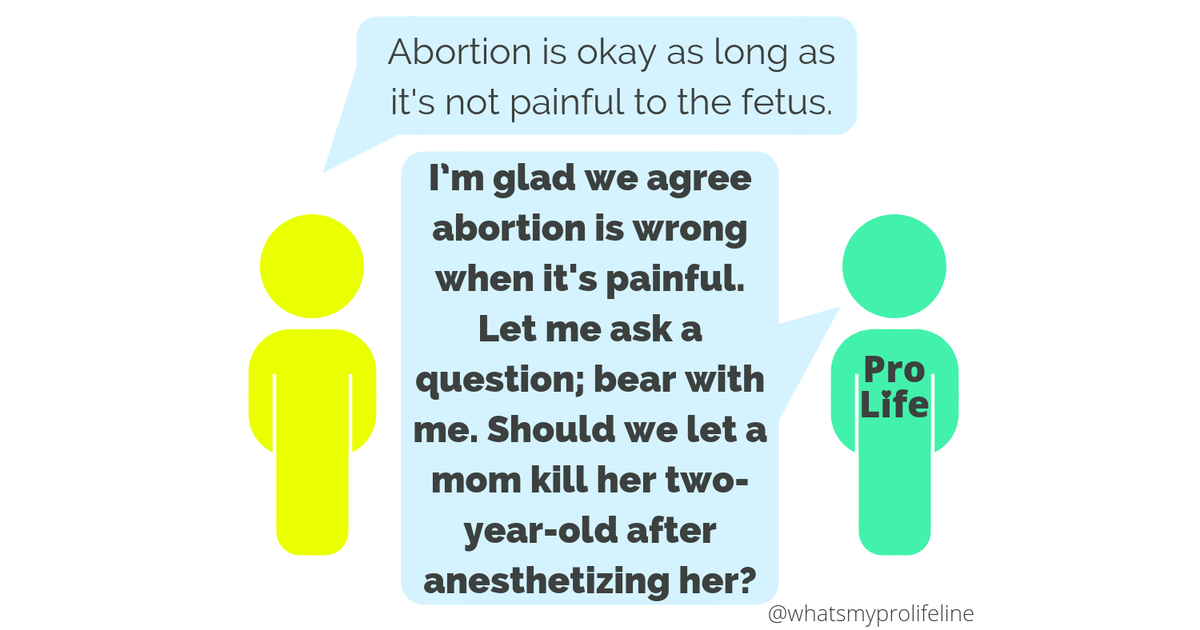 Abortion is okay as long as
it's not painful to the fetus.
I'm glad we agree
abortion is wrong
when it's painful.
Let me ask a
question; bear with
me. Should we let a
mom kill her two-
year-old after
anesthetizing her?
Pro
Life
@whatsmyprolifeline